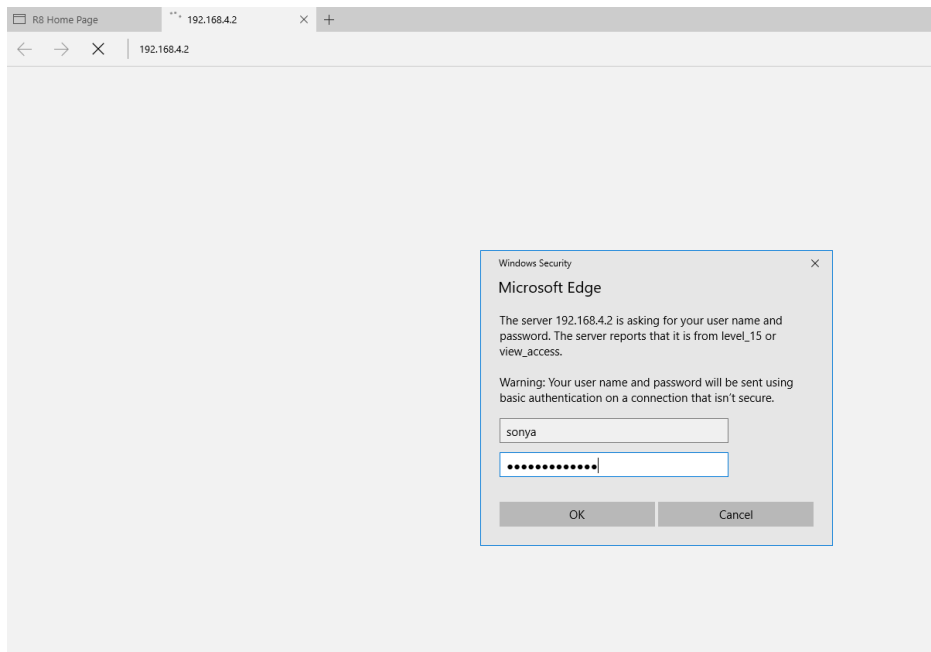 R8 Home Page
192.168.4.2
192.168.4.2
Windows Security
Microsoft Edge
The server 192.168.4.2 is asking for your user name and
password. The server reports that it is from level_15 or
view_access.
Warning: Your user name and password will be sent using
basic authentication on a connection that isn't secure.
sonya
•••••••••••••
OK
Cancel